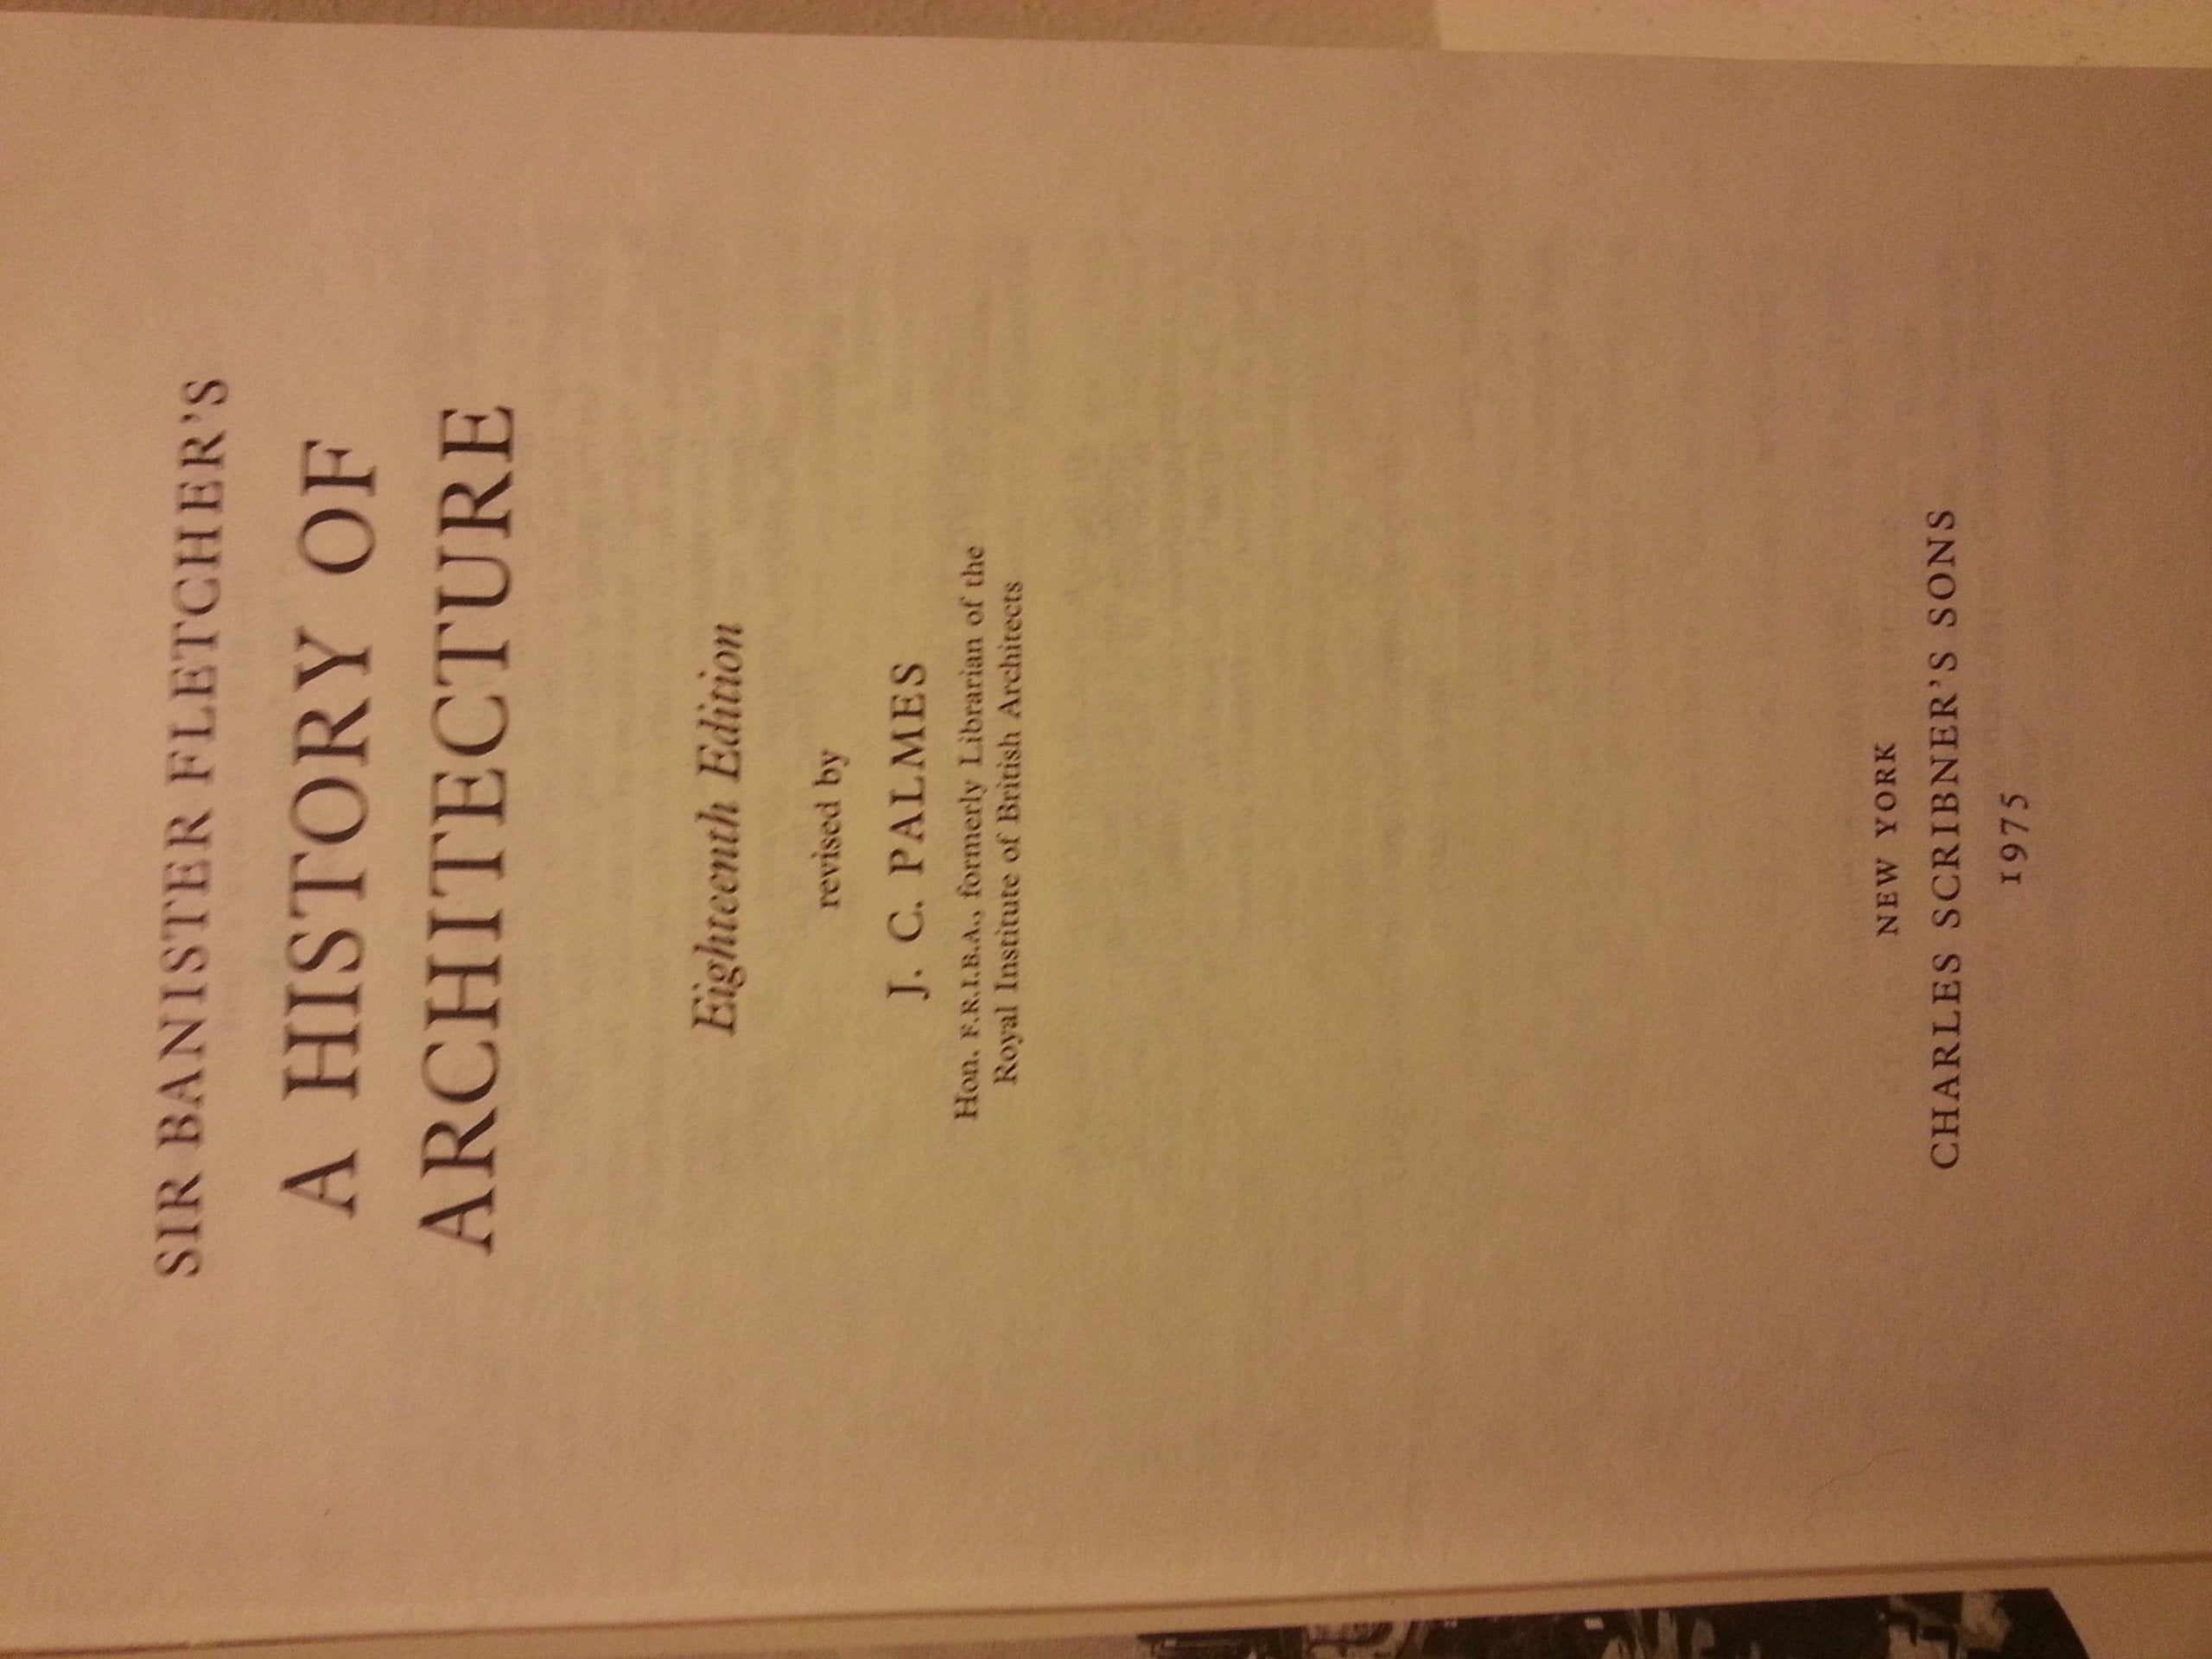 SIR BANISTER FLETCHER'S
A HISTORY OF
ARCHITECTURE
Eighteenth Edition
revised by
J. C. PALMES
Hon. F.R.I.B.A., formerly Librarian of the
Royal Institute of British Architects
NEW YORK
CHARLES SCRIBNER'S SONS
1975